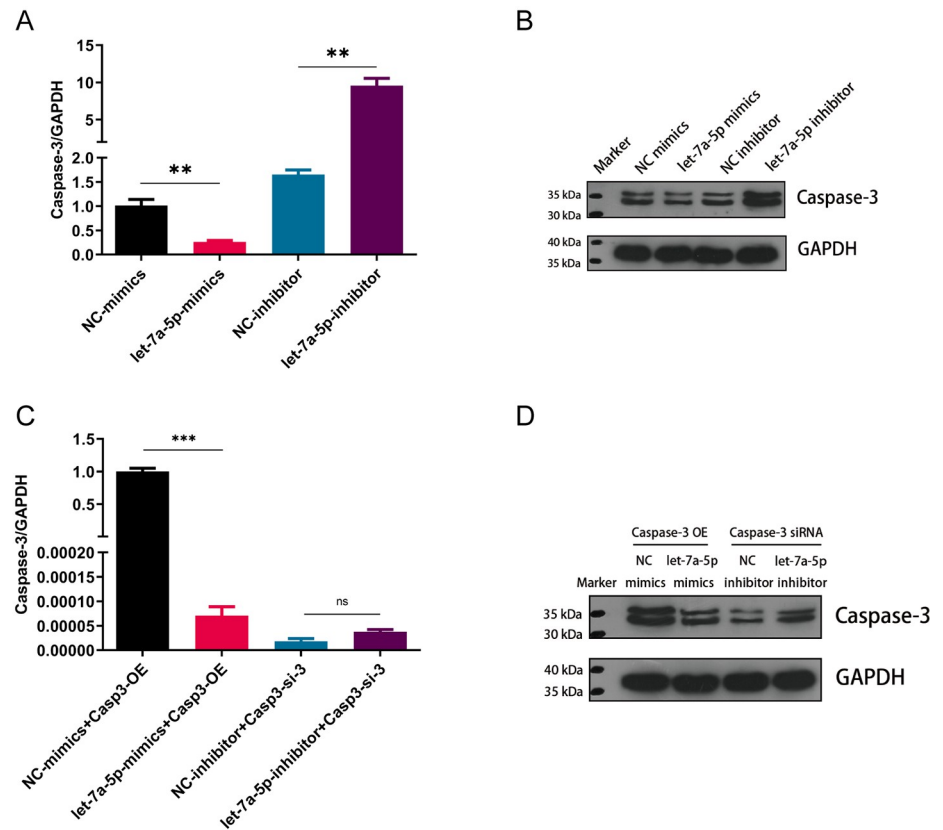 A
Caspase-3/GAPDH
15
10
5
2.0
1.5
1.0
0.5
0.0
**
**
NC-mimics
let-7a-5p-mimics
NC-inhibitor
let-7a-5p-inhibitor
B
Marker
NC mimics
let-7a-5p mimics
NC inhibitor
let-7a-5p inhibitor
35 kDa
30 kDa
Caspase-3
40 kDa
35 kDa
GAPDH
C
Caspase-3/GAPDH
1.5
1.0
0.5
0.00020
0.00015
0.00010
0.00005
0.00000
***
ns
NC-mimics+Casp3-OE
let-7a-5p-mimics+Casp3-OE
NC-inhibitor+Casp3-si-3
let-7a-5p-inhibitor+Casp3-si-3
D
Caspase-3 OE Caspase-3 siRNA
NC let-7a-5p NC let-7a-5p
Marker mimics mimics inhibitor inhibitor
35 kDa
30 kDa
Caspase-3
40 kDa
35 kDa
GAPDH